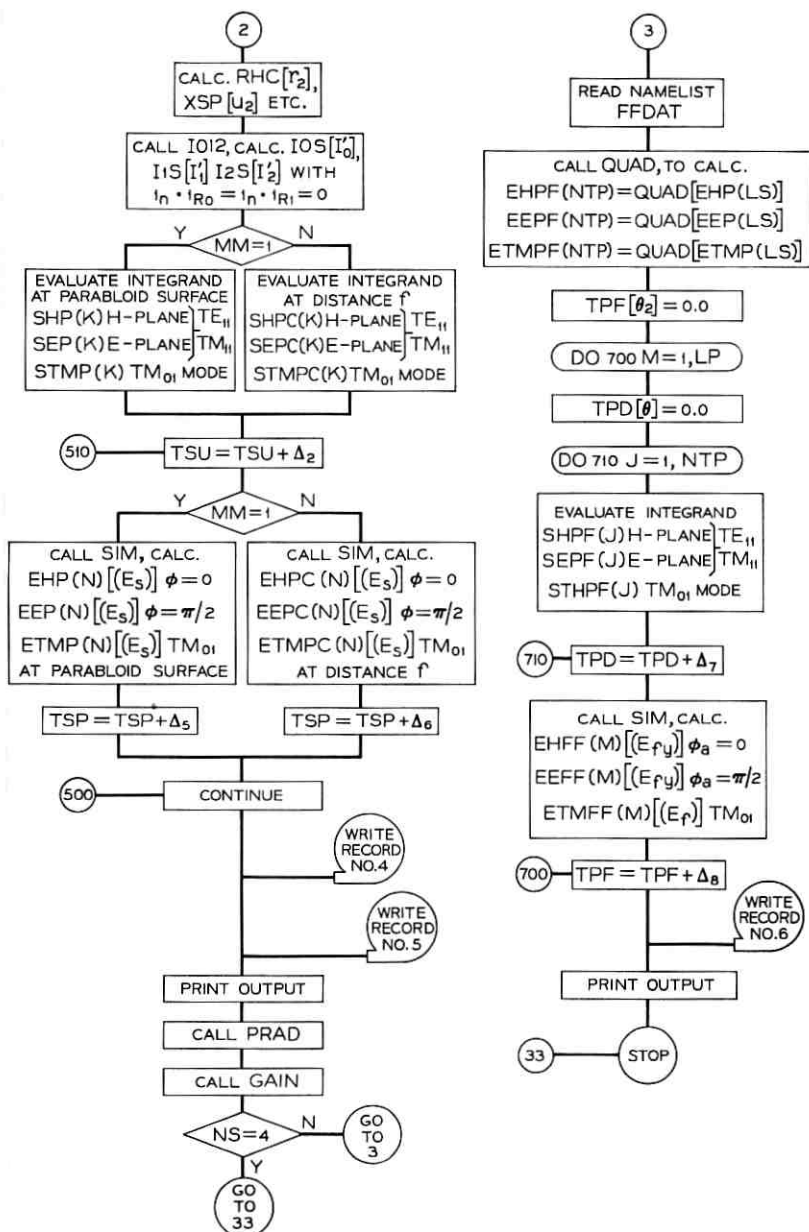 2
CALC. RHC[r₂],
XSP[u₂] ETC.
CALL IO12, CALC. IOS[I'₀],
I1S[I'₁] I2S[I'₂] WITH
ıₙ • ı_R₀ = ıₙ • ı_R₁ = 0
Y
MM=1
N
EVALUATE INTEGRAND
AT PARABLOID SURFACE
SHP(K) H-PLANE} TE₁₁
SEP(K) E-PLANE} TM₁₁
STMP(K) TM₀₁ MODE
EVALUATE INTEGRAND
AT DISTANCE f
SHPC(K) H-PLANE} TE₁₁
SEPC(K) E-PLANE} TM₁₁
STMPC(K) TM₀₁ MODE
510
TSU = TSU + Δ₂
Y
MM=1
N
CALL SIM, CALC.
EHP(N) [(Eₛ)] ϕ = 0
EEP(N) [(Eₛ)] ϕ = π/2
ETMP(N) [(Eₛ)] TM₀₁
AT PARABLOID SURFACE
CALL SIM, CALC.
EHPC(N) [(Eₛ)] ϕ = 0
EEPC(N) [(Eₛ)] ϕ = π/2
ETMPC(N) [(Eₛ)] TM₀₁
AT DISTANCE f
TSP = TSP + Δ₅
TSP = TSP + Δ₆
500
CONTINUE
WRITE
RECORD
NO.4
WRITE
RECORD
NO.5
PRINT OUTPUT
CALL PRAD
CALL GAIN
NS=4
N
GO
TO
3
Y
GO
TO
33
3
READ NAMELIST
FFDAT
CALL QUAD, TO CALC.
EHPF(NTP) = QUAD[EHP(LS)]
EEPF(NTP) = QUAD[EEP(LS)]
ETMPF(NTP) = QUAD[ETMP(LS)]
TPF[θ₂] = 0.0
DO 700 M = 1, LP
TPD[θ] = 0.0
DO 710 J = 1, NTP
EVALUATE INTEGRAND
SHPF(J) H-PLANE} TE₁₁
SEPF(J) E-PLANE} TM₁₁
STHPF(J) TM₀₁ MODE
710
TPD = TPD + Δ₇
CALL SIM, CALC.
EHFF(M) [(E_fy)] ϕₐ = 0
EEFF(M) [(E_fy)] ϕₐ = π/2
ETMFF(M) [(E_f)] TM₀₁
700
TPF = TPF + Δ₈
WRITE
RECORD
NO.6
PRINT OUTPUT
33
STOP